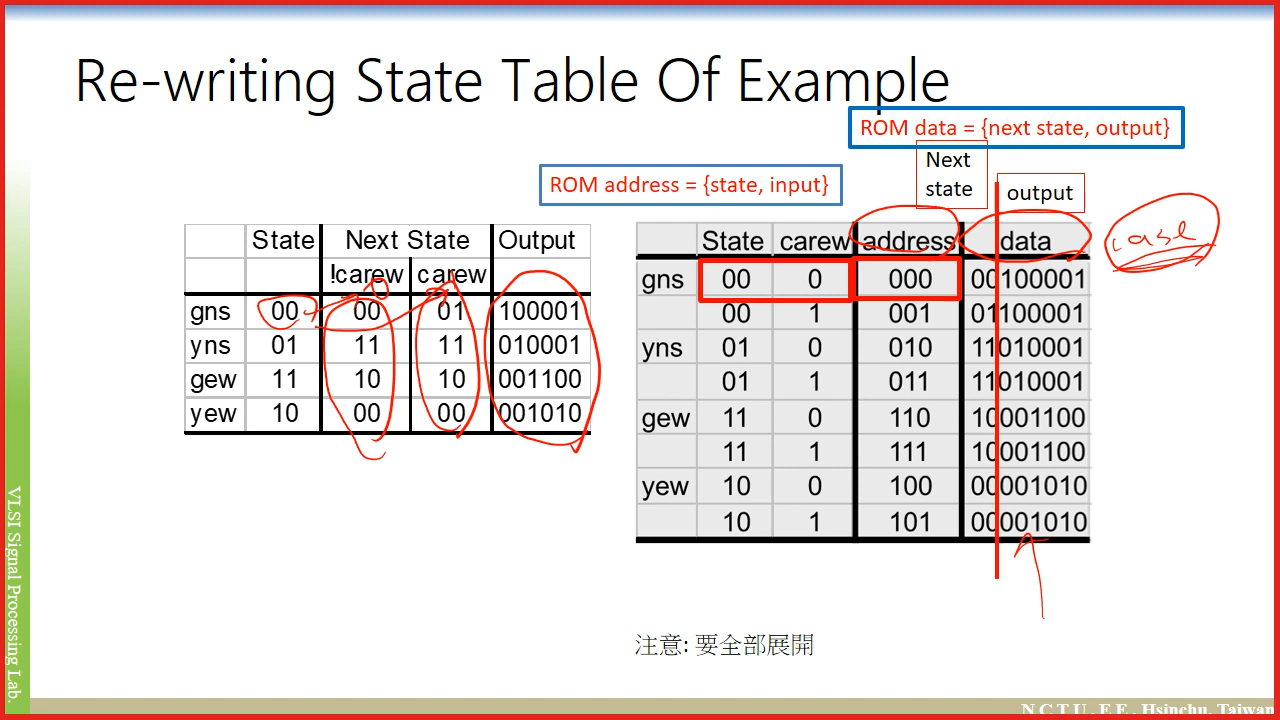 Re-writing State Table Of Example
ROM data = {next state, output}
ROM address = {state, input}
Next
state
output
State Next State Output
!carew carew
gns 00 00 01 100001
yns 01 11 11 010001
gew 11 10 10 001100
yew 10 00 00 001010
State carew address data
gns 00 0 000 00100001
00 1 001 01100001
yns 01 0 010 11010001
01 1 011 11010001
gew 11 0 110 10001100
11 1 111 10001100
yew 10 0 100 00001010
10 1 101 00001010
case
注意: 要全部展開
VLSI Signal Processing Lab.
N C T U . E E , Hsinchu, Taiwan